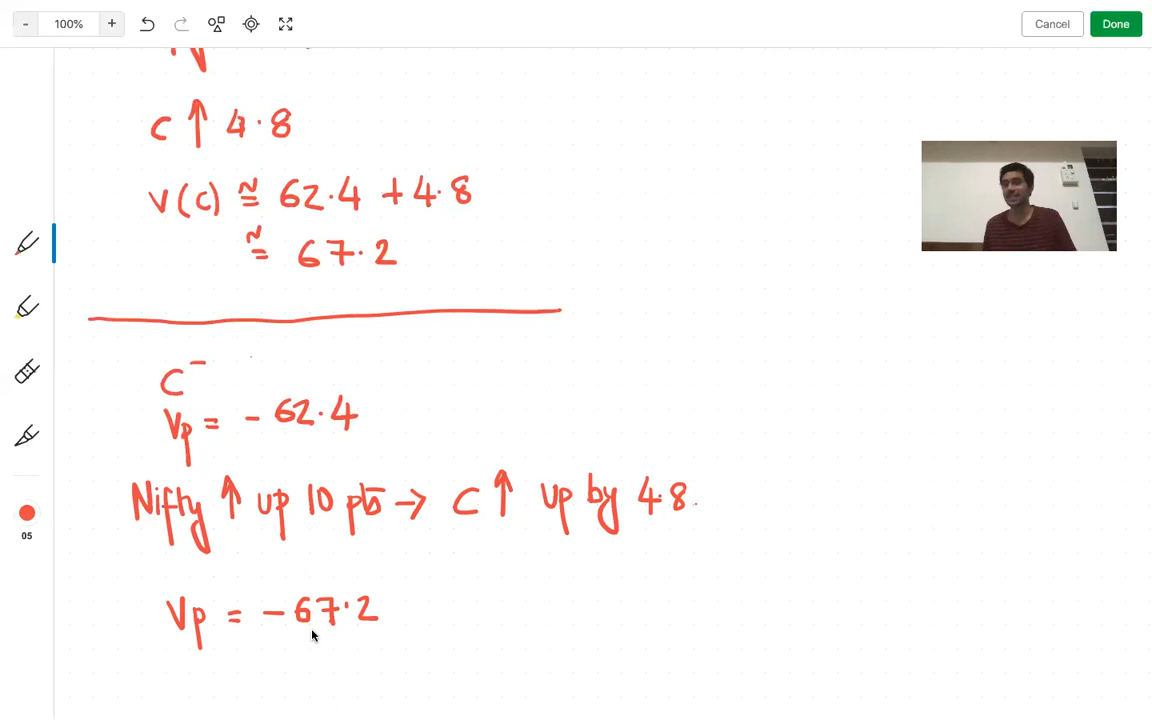 - 100% +
Cancel Done
C ↑ 4.8
V(C) ≅ 62.4 + 4.8
≅ 67.2
C⁻
Vp = - 62.4
Nifty ↑ up 10 pts → C ↑ up by 4.8.
05
Vp = - 67.2